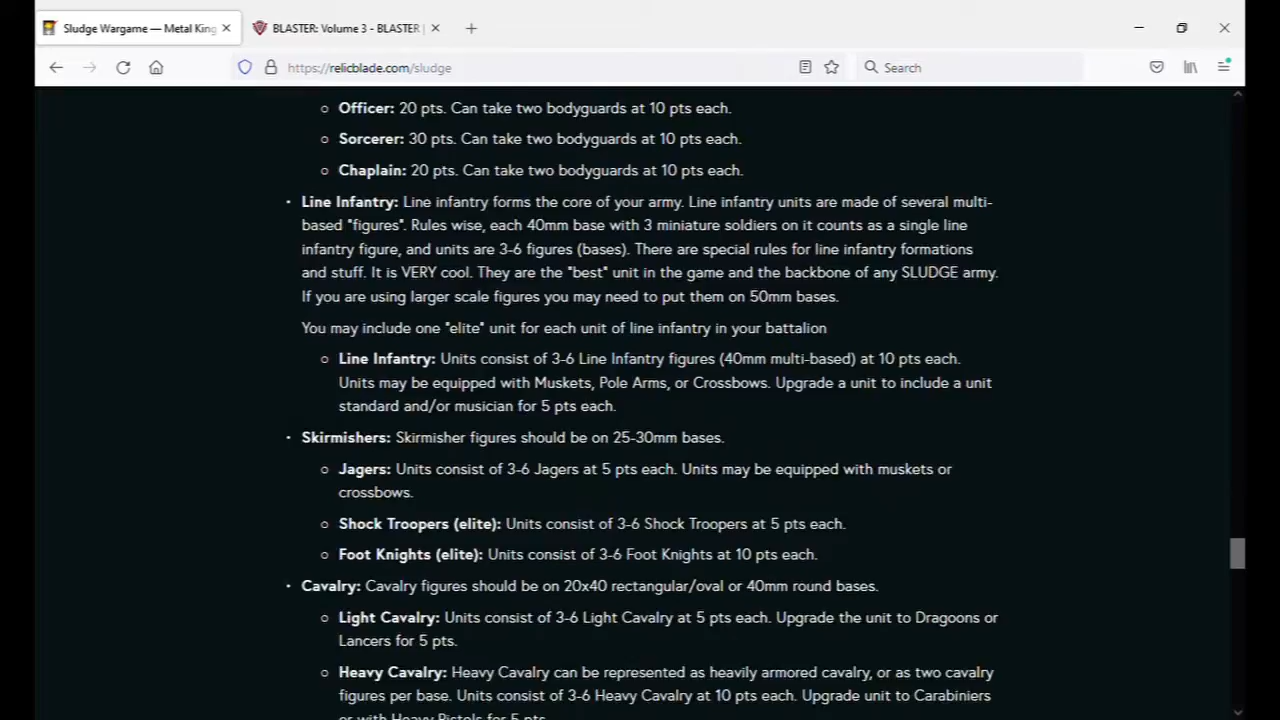 Sludge Wargame — Metal King
BLASTER: Volume 3 - BLASTER |
https://relicblade.com/sludge
Search
Officer: 20 pts. Can take two bodyguards at 10 pts each.
Sorcerer: 30 pts. Can take two bodyguards at 10 pts each.
Chaplain: 20 pts. Can take two bodyguards at 10 pts each.
Line Infantry: Line infantry forms the core of your army. Line infantry units are made of several multi-
based "figures". Rules wise, each 40mm base with 3 miniature soldiers on it counts as a single line
infantry figure, and units are 3-6 figures (bases). There are special rules for line infantry formations
and stuff. It is VERY cool. They are the "best" unit in the game and the backbone of any SLUDGE army.
If you are using larger scale figures you may need to put them on 50mm bases.
You may include one "elite" unit for each unit of line infantry in your battalion
Line Infantry: Units consist of 3-6 Line Infantry figures (40mm multi-based) at 10 pts each.
Units may be equipped with Muskets, Pole Arms, or Crossbows. Upgrade a unit to include a unit
standard and/or musician for 5 pts each.
Skirmishers: Skirmisher figures should be on 25-30mm bases.
Jagers: Units consist of 3-6 Jagers at 5 pts each. Units may be equipped with muskets or
crossbows.
Shock Troopers (elite): Units consist of 3-6 Shock Troopers at 5 pts each.
Foot Knights (elite): Units consist of 3-6 Foot Knights at 10 pts each.
Cavalry: Cavalry figures should be on 20x40 rectangular/oval or 40mm round bases.
Light Cavalry: Units consist of 3-6 Light Cavalry at 5 pts each. Upgrade the unit to Dragoons or
Lancers for 5 pts.
Heavy Cavalry: Heavy Cavalry can be represented as heavily armored cavalry, or as two cavalry
figures per base. Units consist of 3-6 Heavy Cavalry at 10 pts each. Upgrade unit to Carabiniers
or with Heavy Pistols for 5 pts.